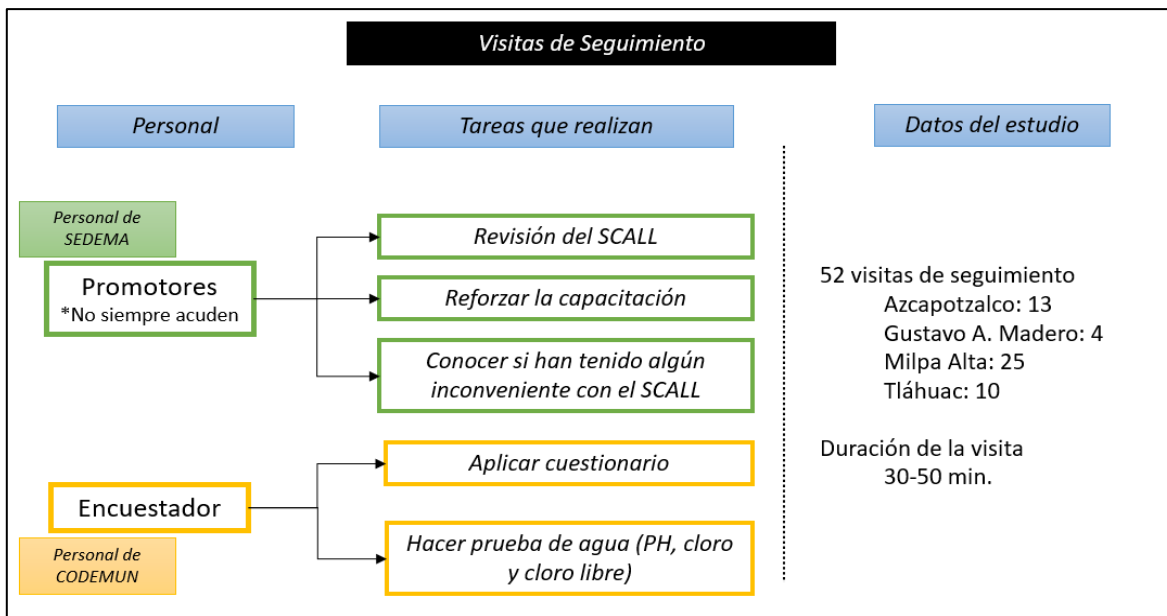 Visitas de Seguimiento
Personal
Tareas que realizan
Datos del estudio
Personal de
SEDEMA
Promotores
*No siempre acuden
Revisión del SCALL
Reforzar la capacitación
Conocer si han tenido algún
inconveniente con el SCALL
Encuestador
Personal de
CODEMUN
Aplicar cuestionario
Hacer prueba de agua (PH, cloro
y cloro libre)
52 visitas de seguimiento
Azcapotzalco: 13
Gustavo A. Madero: 4
Milpa Alta: 25
Tláhuac: 10
Duración de la visita
30-50 min.